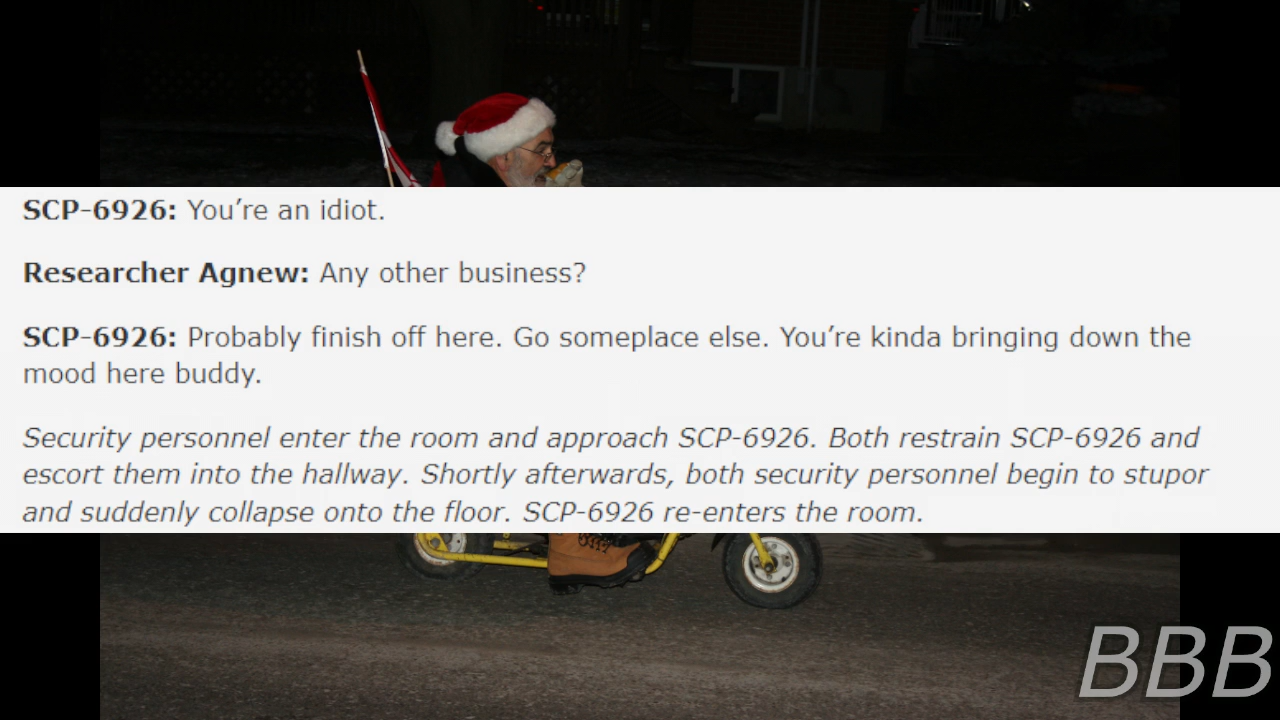 SCP-6926: You’re an idiot.
Researcher Agnew: Any other business?
SCP-6926: Probably finish off here. Go someplace else. You’re kinda bringing down the
mood here buddy.
Security personnel enter the room and approach SCP-6926. Both restrain SCP-6926 and
escort them into the hallway. Shortly afterwards, both security personnel begin to stupor
and suddenly collapse onto the floor. SCP-6926 re-enters the room.
BBB